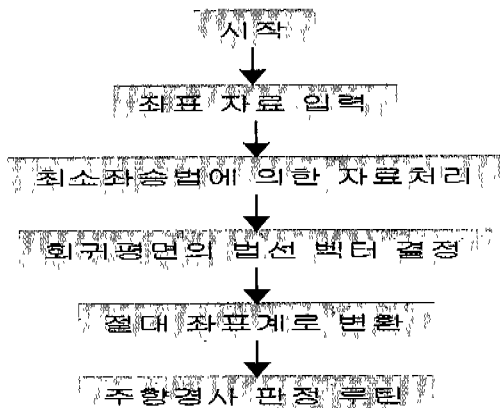 시작
좌표 자료 입력
최소좌승법에 의한 자료처리
회귀평면의 법선 벡터 결정
절대 좌표계로 변환
주향경사 판정 루틴